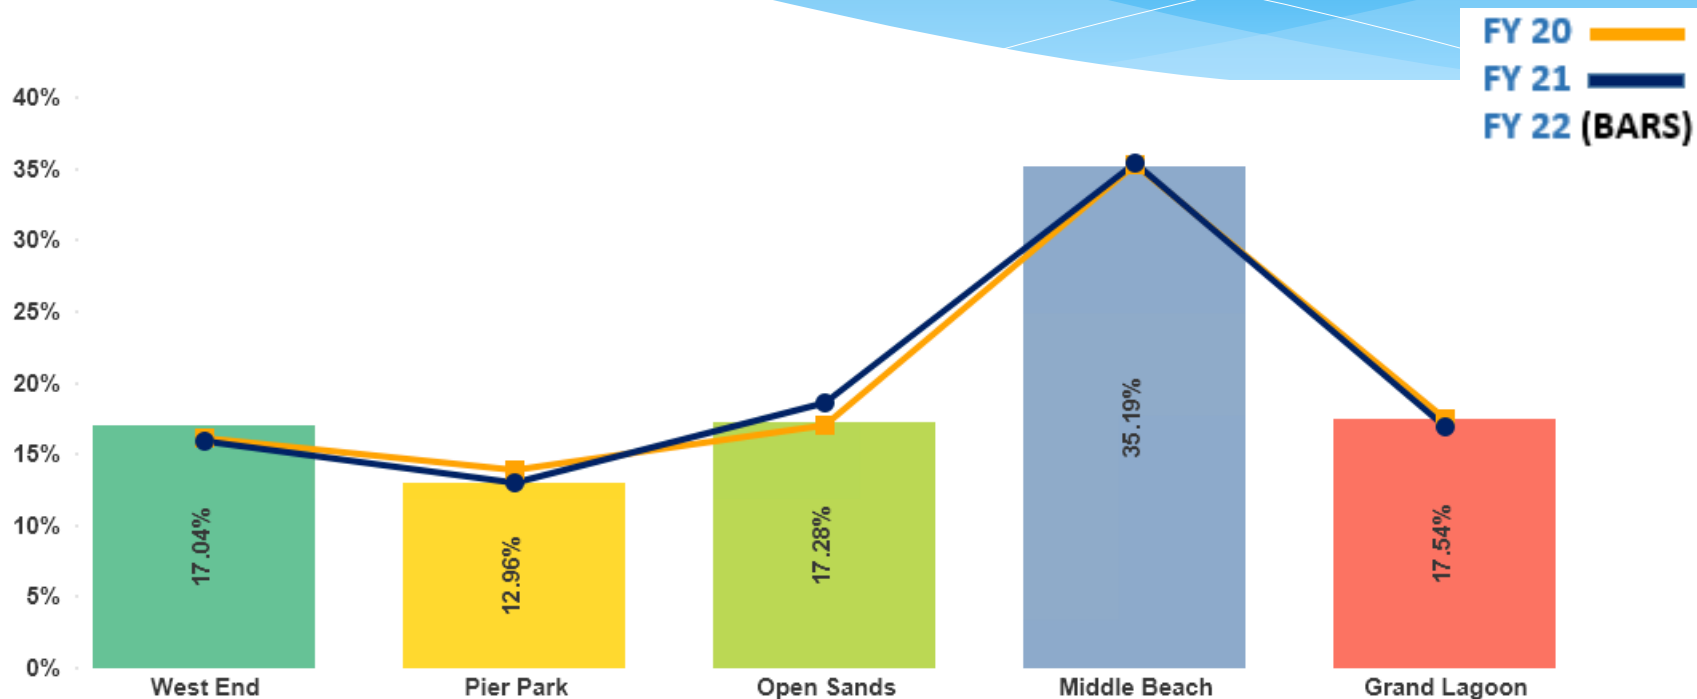 FY 20
FY 21
FY 22 (BARS)
40%
35%
30%
25%
20%
15%
10%
5%
0%
17.04%
12.96%
17.28%
35.19%
17.54%
West End
Pier Park
Open Sands
Middle Beach
Grand Lagoon